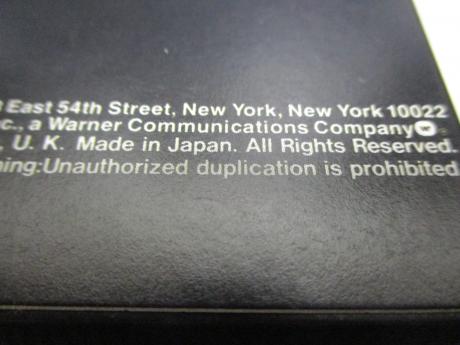 East 54th Street, New York, New York 10022
c., a Warner Communications Company
, U. K. Made in Japan. All Rights Reserved.
ning:Unauthorized duplication is prohibited